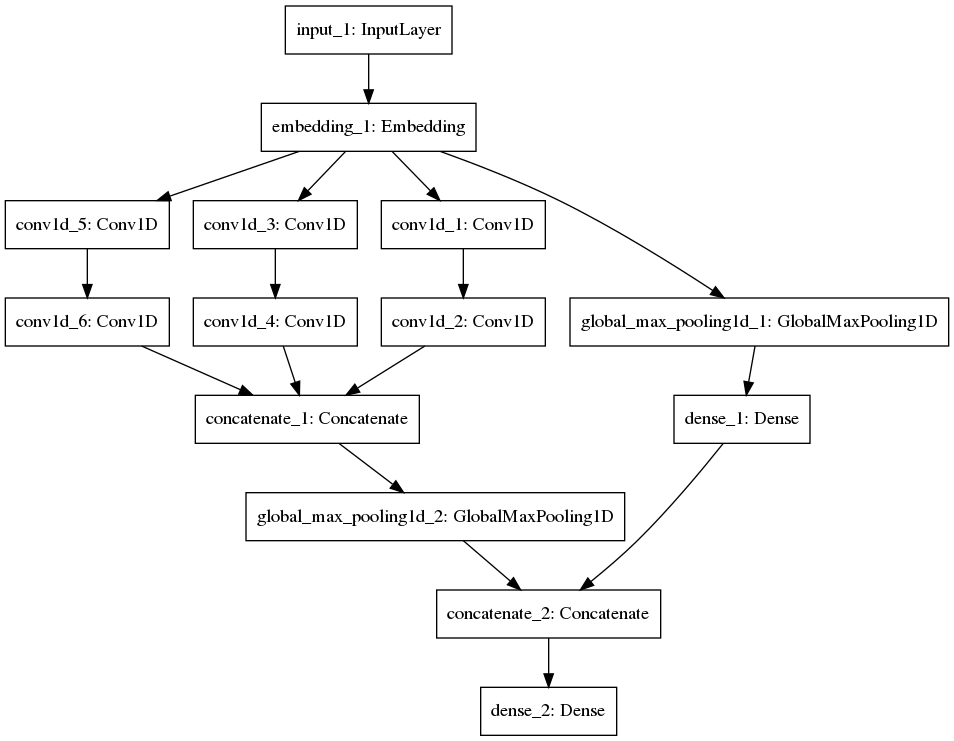 input_1: InputLayer
embedding_1: Embedding
conv1d_5: Conv1D
conv1d_3: Conv1D
conv1d_1: Conv1D
conv1d_6: Conv1D
conv1d_4: Conv1D
conv1d_2: Conv1D
global_max_pooling1d_1: GlobalMaxPooling1D
concatenate_1: Concatenate
dense_1: Dense
global_max_pooling1d_2: GlobalMaxPooling1D
concatenate_2: Concatenate
dense_2: Dense